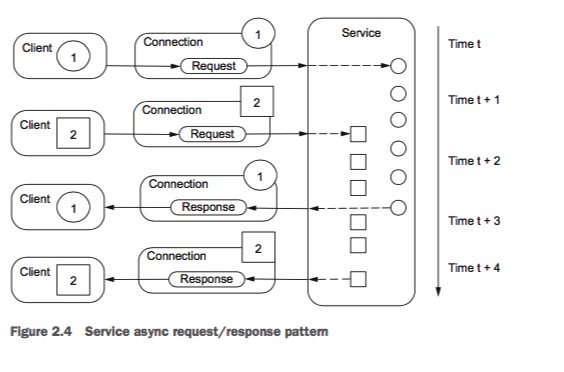 Client
1
Connection
1
Request
Service
Time t
Time t + 1
Client
2
Connection
2
Request
Time t + 2
Client
1
Connection
1
Response
Time t + 3
Client
2
Connection
2
Response
Time t + 4
Figure 2.4 Service async request/response pattern